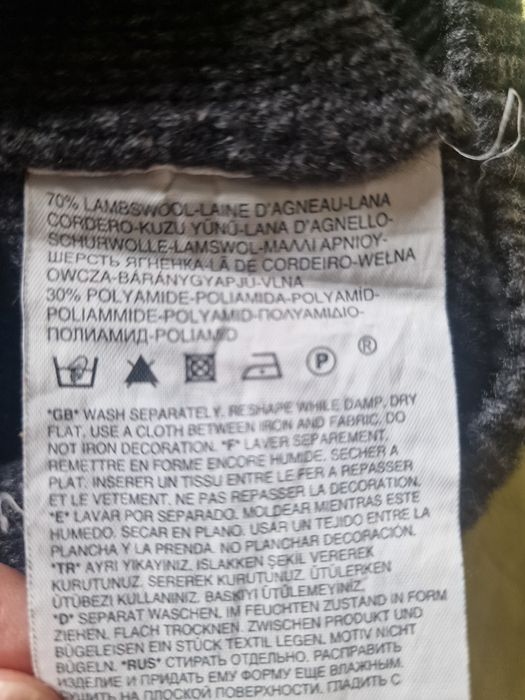 70% LAMBSWOOL-LAINE D'AGNEAU-LANA
CORDERO-KUZU YÜNÜ-LANA D'AGNELLO-
SCHURWOLLE-LAMSWOL-ΜΑΛΛΙ ΑΡΝΙΟΥ-
ШЕРСТЬ ЯГНЕНКА-LÃ DE CORDEIRO-WEŁNA
OWCZA-BÁRÁNYGYAPJU-VLNA
30% POLYAMIDE-POLIAMIDA-POLYAMİD-
POLIAMMIDE-POLYAMID-ΠΟΛΥΑΜΙΔΙΟ-
ПОЛИАМИД-POLIAMID
P ®
*GB* WASH SEPARATELY. RESHAPE WHILE DAMP, DRY
FLAT, USE A CLOTH BETWEEN IRON AND FABRIC, DO
NOT IRON DECORATION. *F* LAVER SEPAREMENT,
REMETTRE EN FORME ENCORE HUMIDE, SECHER A
PLAT. INSERER UN TISSU ENTRE LE FER A REPASSER
ET LE VETEMENT. NE PAS REPASSER LA DECORATION.
*E* LAVAR POR SEPARADO. MOLDEAR MIENTRAS ESTE
HUMEDO. SECAR EN PLANO. USAR UN TEJIDO ENTRE LA
PLANCHA Y LA PRENDA. NO PLANCHAR DECORACION.
*TR* AYRI YIKAYINIZ. ISLAKKEN ŞEKİL VEREREK
KURUTUNUZ. SEREREK KURUTUNUZ. ÜTÜLERKEN
ÜTÜBEZI KULLANINIZ. BASKIYI ÜTÜLEMEYİNİZ.
*D* SEPARAT WASCHEN. IM FEUCHTEN ZUSTAND IN FORM
ZIEHEN. FLACH TROCKNEN. ZWISCHEN PRODUKT UND
BÜGELEISEN EIN STÜCK TEXTIL LEGEN. MOTIV NICHT
BÜGELN. *RUS* СТИРАТЬ ОТДЕЛЬНО. РАСПРАВИТЬ
ИЗДЕЛИЕ И ПРИДАТЬ ЕМУ ФОРМУ ЕЩЕ ВЛАЖНЫМ.
СУШИТЬ НА ПЛОСКОЙ ПОВЕРХНОСТИ. ГЛАДИТЬ С